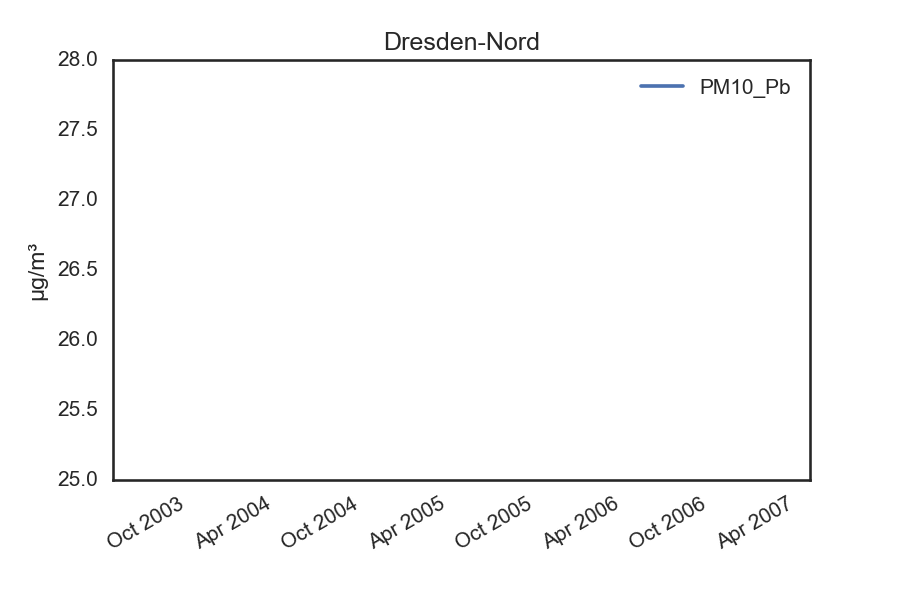 Dresden-Nord
28.0
PM10_Pb
27.5
27.0
26.5
µg/m³
26.0
25.5
25.0
Oct 2003
Apr 2004
Oct 2004
Apr 2005
Oct 2005
Apr 2006
Oct 2006
Apr 2007